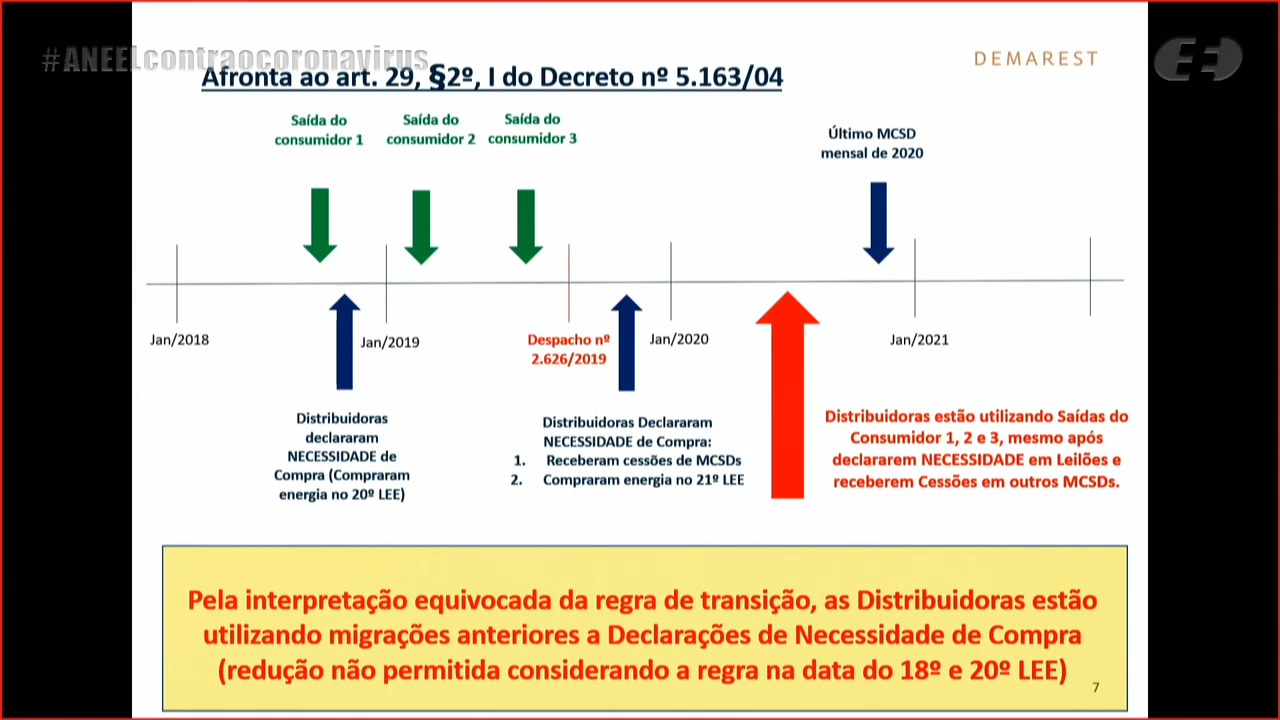 #ANEELcontraocoronavirus
DEMAREST
Afronta ao art. 29, §2º, I do Decreto nº 5.163/04
Saída do
consumidor 1
Saída do
consumidor 2
Saída do
consumidor 3
Último MCSD
mensal de 2020
Jan/2018
Jan/2019
Despacho nº
2.626/2019
Jan/2020
Jan/2021
Distribuidoras
declararam
NECESSIDADE de
Compra (Compraram
energia no 20º LEE)
Distribuidoras Declararam
NECESSIDADE de Compra:
1. Receberam cessões de MCSDs
2. Compraram energia no 21º LEE
Distribuidoras estão utilizando Saídas do
Consumidor 1, 2 e 3, mesmo após
declararem NECESSIDADE em Leilões e
receberem Cessões em outros MCSDs.
Pela interpretação equivocada da regra de transição, as Distribuidoras estão
utilizando migrações anteriores a Declarações de Necessidade de Compra
(redução não permitida considerando a regra na data do 18º e 20º LEE)
7